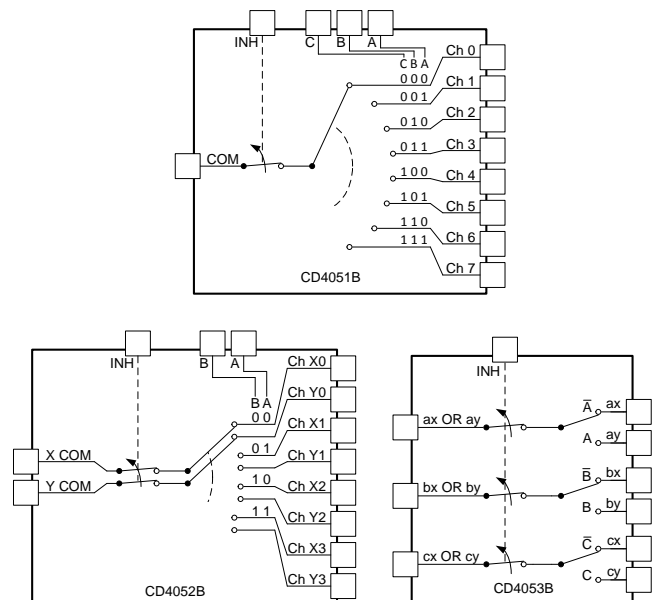 INH C B A
C B A
0 0 0 Ch 0
0 0 1 Ch 1
0 1 0 Ch 2
0 1 1 Ch 3
COM
1 0 0 Ch 4
1 0 1 Ch 5
1 1 0 Ch 6
1 1 1 Ch 7
CD4051B
INH B A
Ch X0
B A
0 0 Ch Y0
Ch X1
0 1
X COM
Ch Y1
Y COM
1 0 Ch X2
Ch Y2
1 1
Ch X3
Ch Y3
CD4052B
INH
A̅ ax
ax OR ay
A ay
B̅ bx
bx OR by
B by
C̅ cx
cx OR cy
C cy
CD4053B